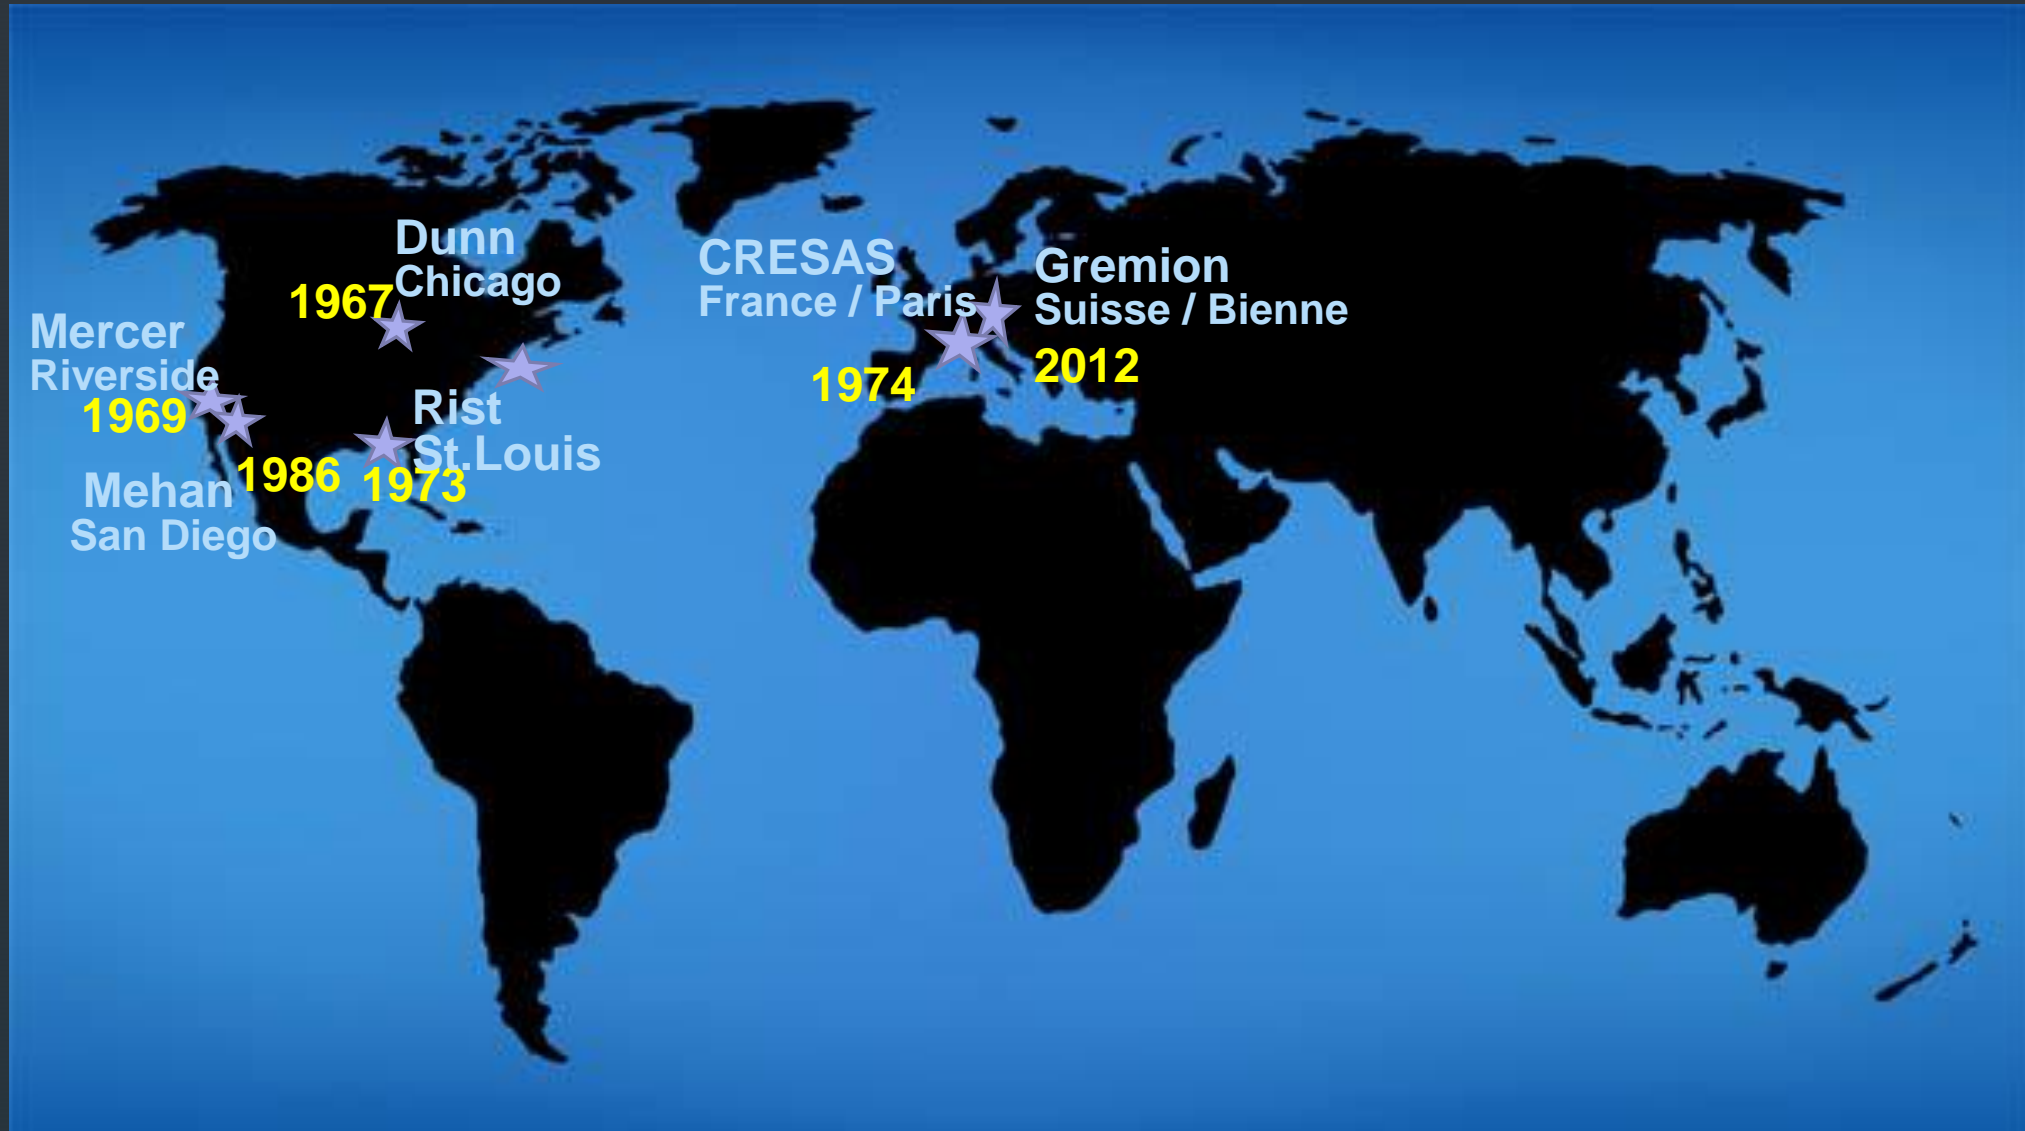 Dunn
Chicago
1967
CRESAS
France / Paris
1974
Gremion
Suisse / Bienne
2012
Mercer
Riverside
1969
Rist
St.Louis
1973
1986
Mehan
San Diego